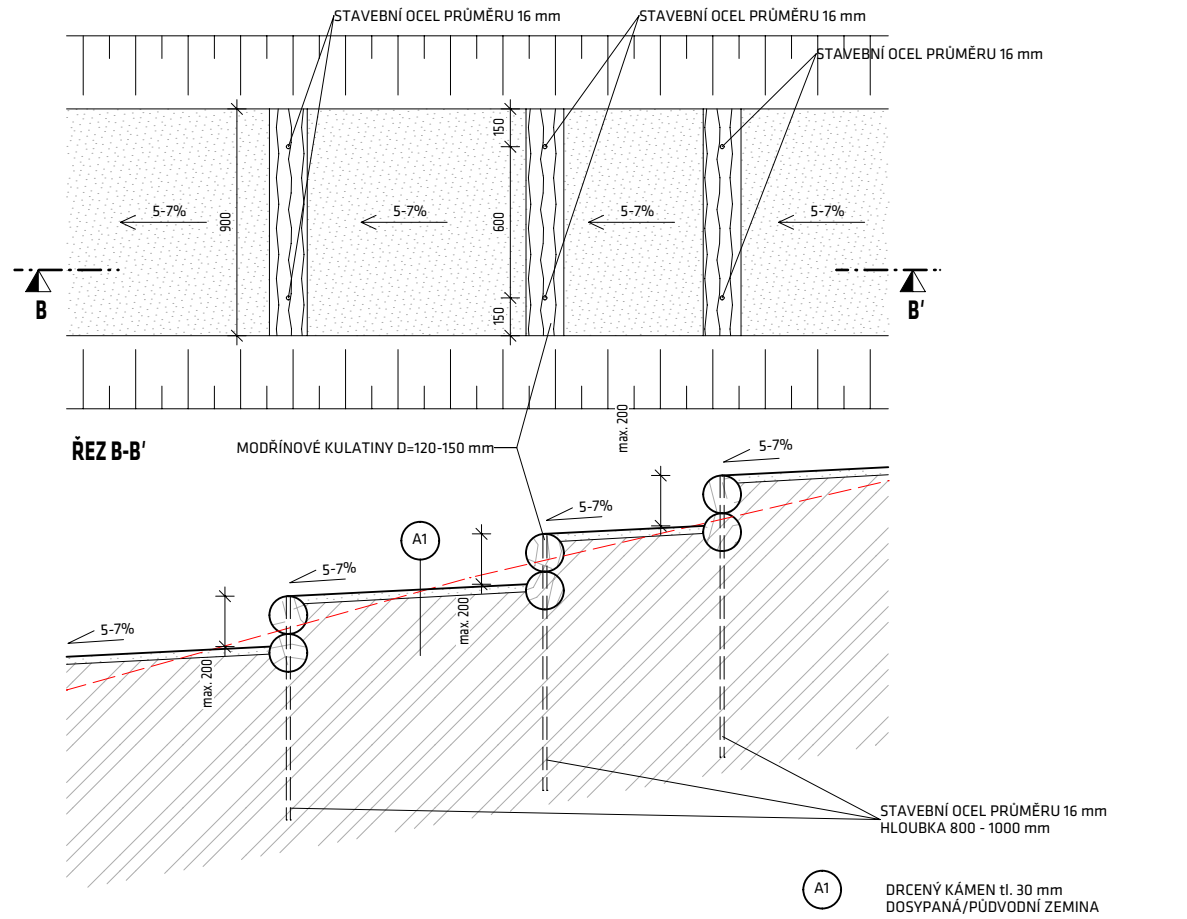 STAVEBNÍ OCEL PRŮMĚRU 16 mm
STAVEBNÍ OCEL PRŮMĚRU 16 mm
STAVEBNÍ OCEL PRŮMĚRU 16 mm
150
5-7%
900
5-7%
600
5-7%
5-7%
B
150
B'
max. 200
ŘEZ B-B'
MODŘÍNOVÉ KULATINY D=120-150 mm
5-7%
5-7%
A1
5-7%
max. 200
5-7%
max. 200
STAVEBNÍ OCEL PRŮMĚRU 16 mm
HLOUBKA 800 - 1000 mm
A1
DRCENÝ KÁMEN tl. 30 mm
DOSYPANÁ/PŮDVODNÍ ZEMINA